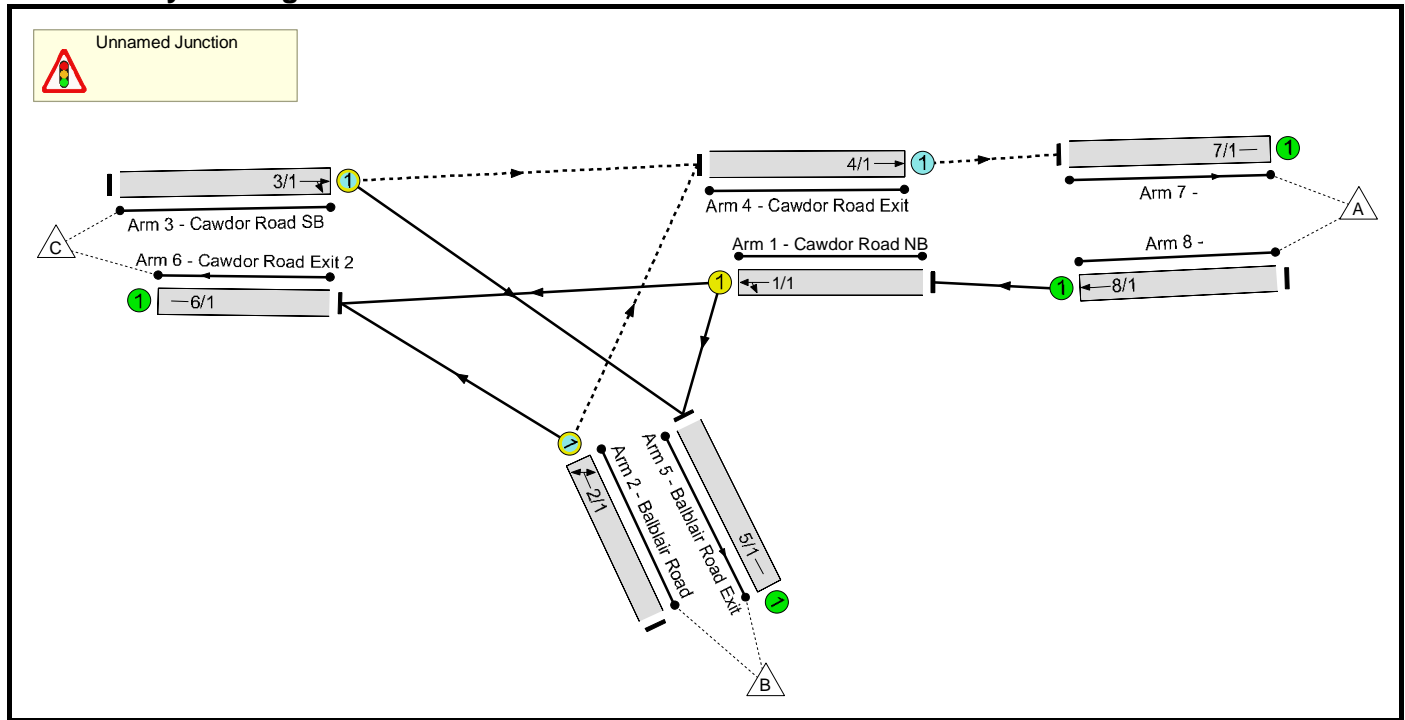 Unnamed Junction
3/1
1
Arm 3 - Cawdor Road SB
4/1
1
Arm 4 - Cawdor Road Exit
7/1
1
Arm 7 -
A
C
Arm 6 - Cawdor Road Exit 2
1
6/1
Arm 1 - Cawdor Road NB
1
1/1
Arm 8 -
1
8/1
1
2/1
Arm 2 - Balblair Road
Arm 5 - Balblair Road Exit
5/1
1
B